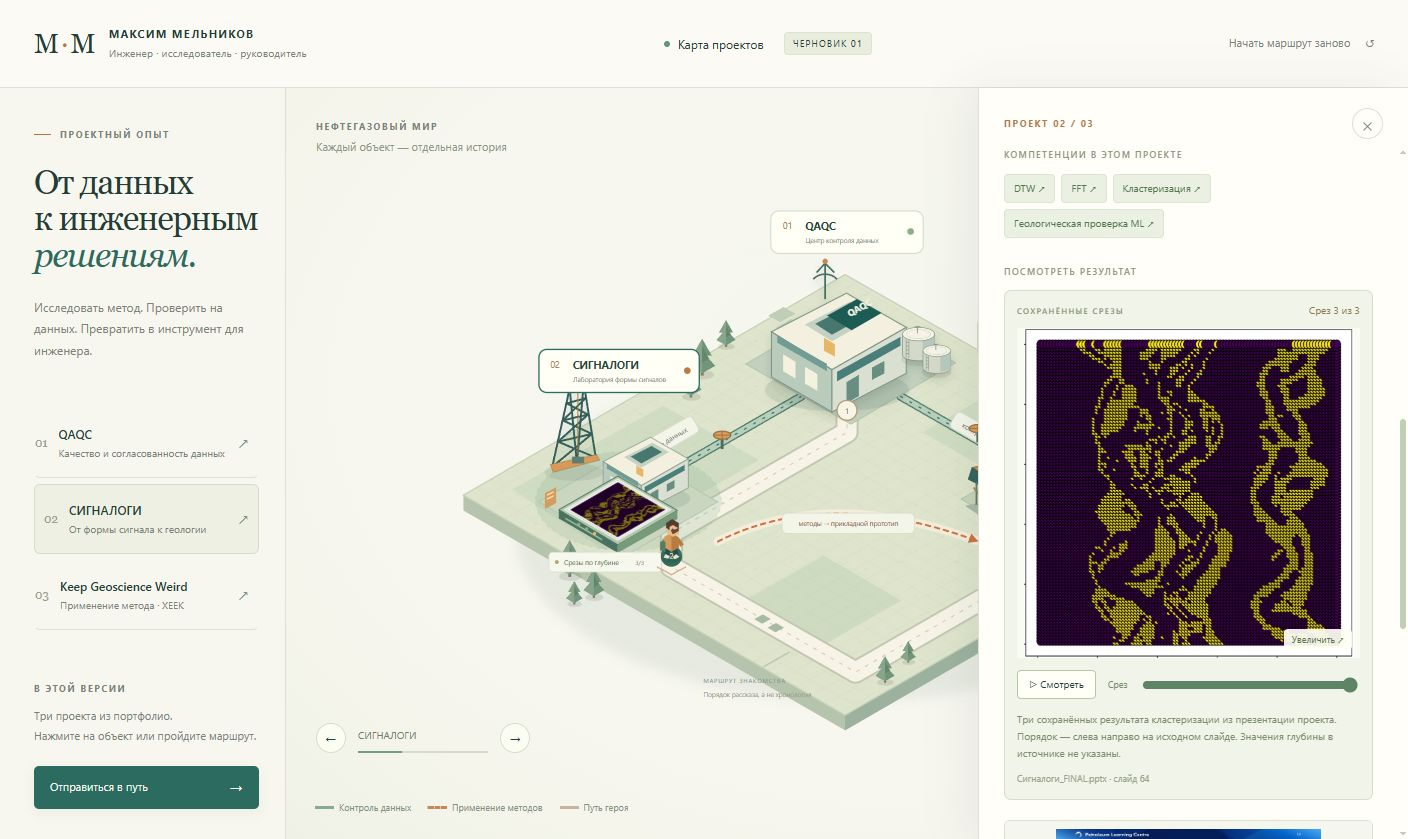 М·М
МАКСИМ МЕЛЬНИКОВ
Инженер · исследователь · руководитель
Карта проектов
ЧЕРНОВИК 01
Начать маршрут заново ↺
ПРОЕКТНЫЙ ОПЫТ
От данных
к инженерным
решениям.
Исследовать метод. Проверить на
данных. Превратить в инструмент для
инженера.
01 QAQC ↗
Качество и согласованность данных
02 СИГНАЛОГИ ↗
От формы сигнала к геологии
03 Keep Geoscience Weird ↗
Применение метода · XEEK
В ЭТОЙ ВЕРСИИ
Три проекта из портфолио.
Нажмите на объект или пройдите маршрут.
Отправиться в путь →
НЕФТЕГАЗОВЫЙ МИР
Каждый объект — отдельная история
01 QAQC
Центр контроля данных
QAQC
02 СИГНАЛОГИ
Лаборатория формы сигналов
данных
1
методы → прикладной прототип
Срезы по глубине 3/3
МАРШРУТ ЗНАКОМСТВА
Порядок рассказа, а не хронология
← СИГНАЛОГИ →
Контроль данных
Применение методов
Путь героя
ПРОЕКТ 02 / 03
КОМПЕТЕНЦИИ В ЭТОМ ПРОЕКТЕ
DTW ↗
FFT ↗
Кластеризация ↗
Геологическая проверка ML ↗
ПОСМОТРЕТЬ РЕЗУЛЬТАТ
СОХРАНЁННЫЕ СРЕЗЫ
Срез 3 из 3
Увеличить ↗
▷ Смотреть
Срез
Три сохранённых результата кластеризации из презентации проекта.
Порядок — слева направо на исходном слайде. Значения глубины в
источнике не указаны.
Сигналоги_FINAL.pptx · слайд 64
Petroleum Learning Centre